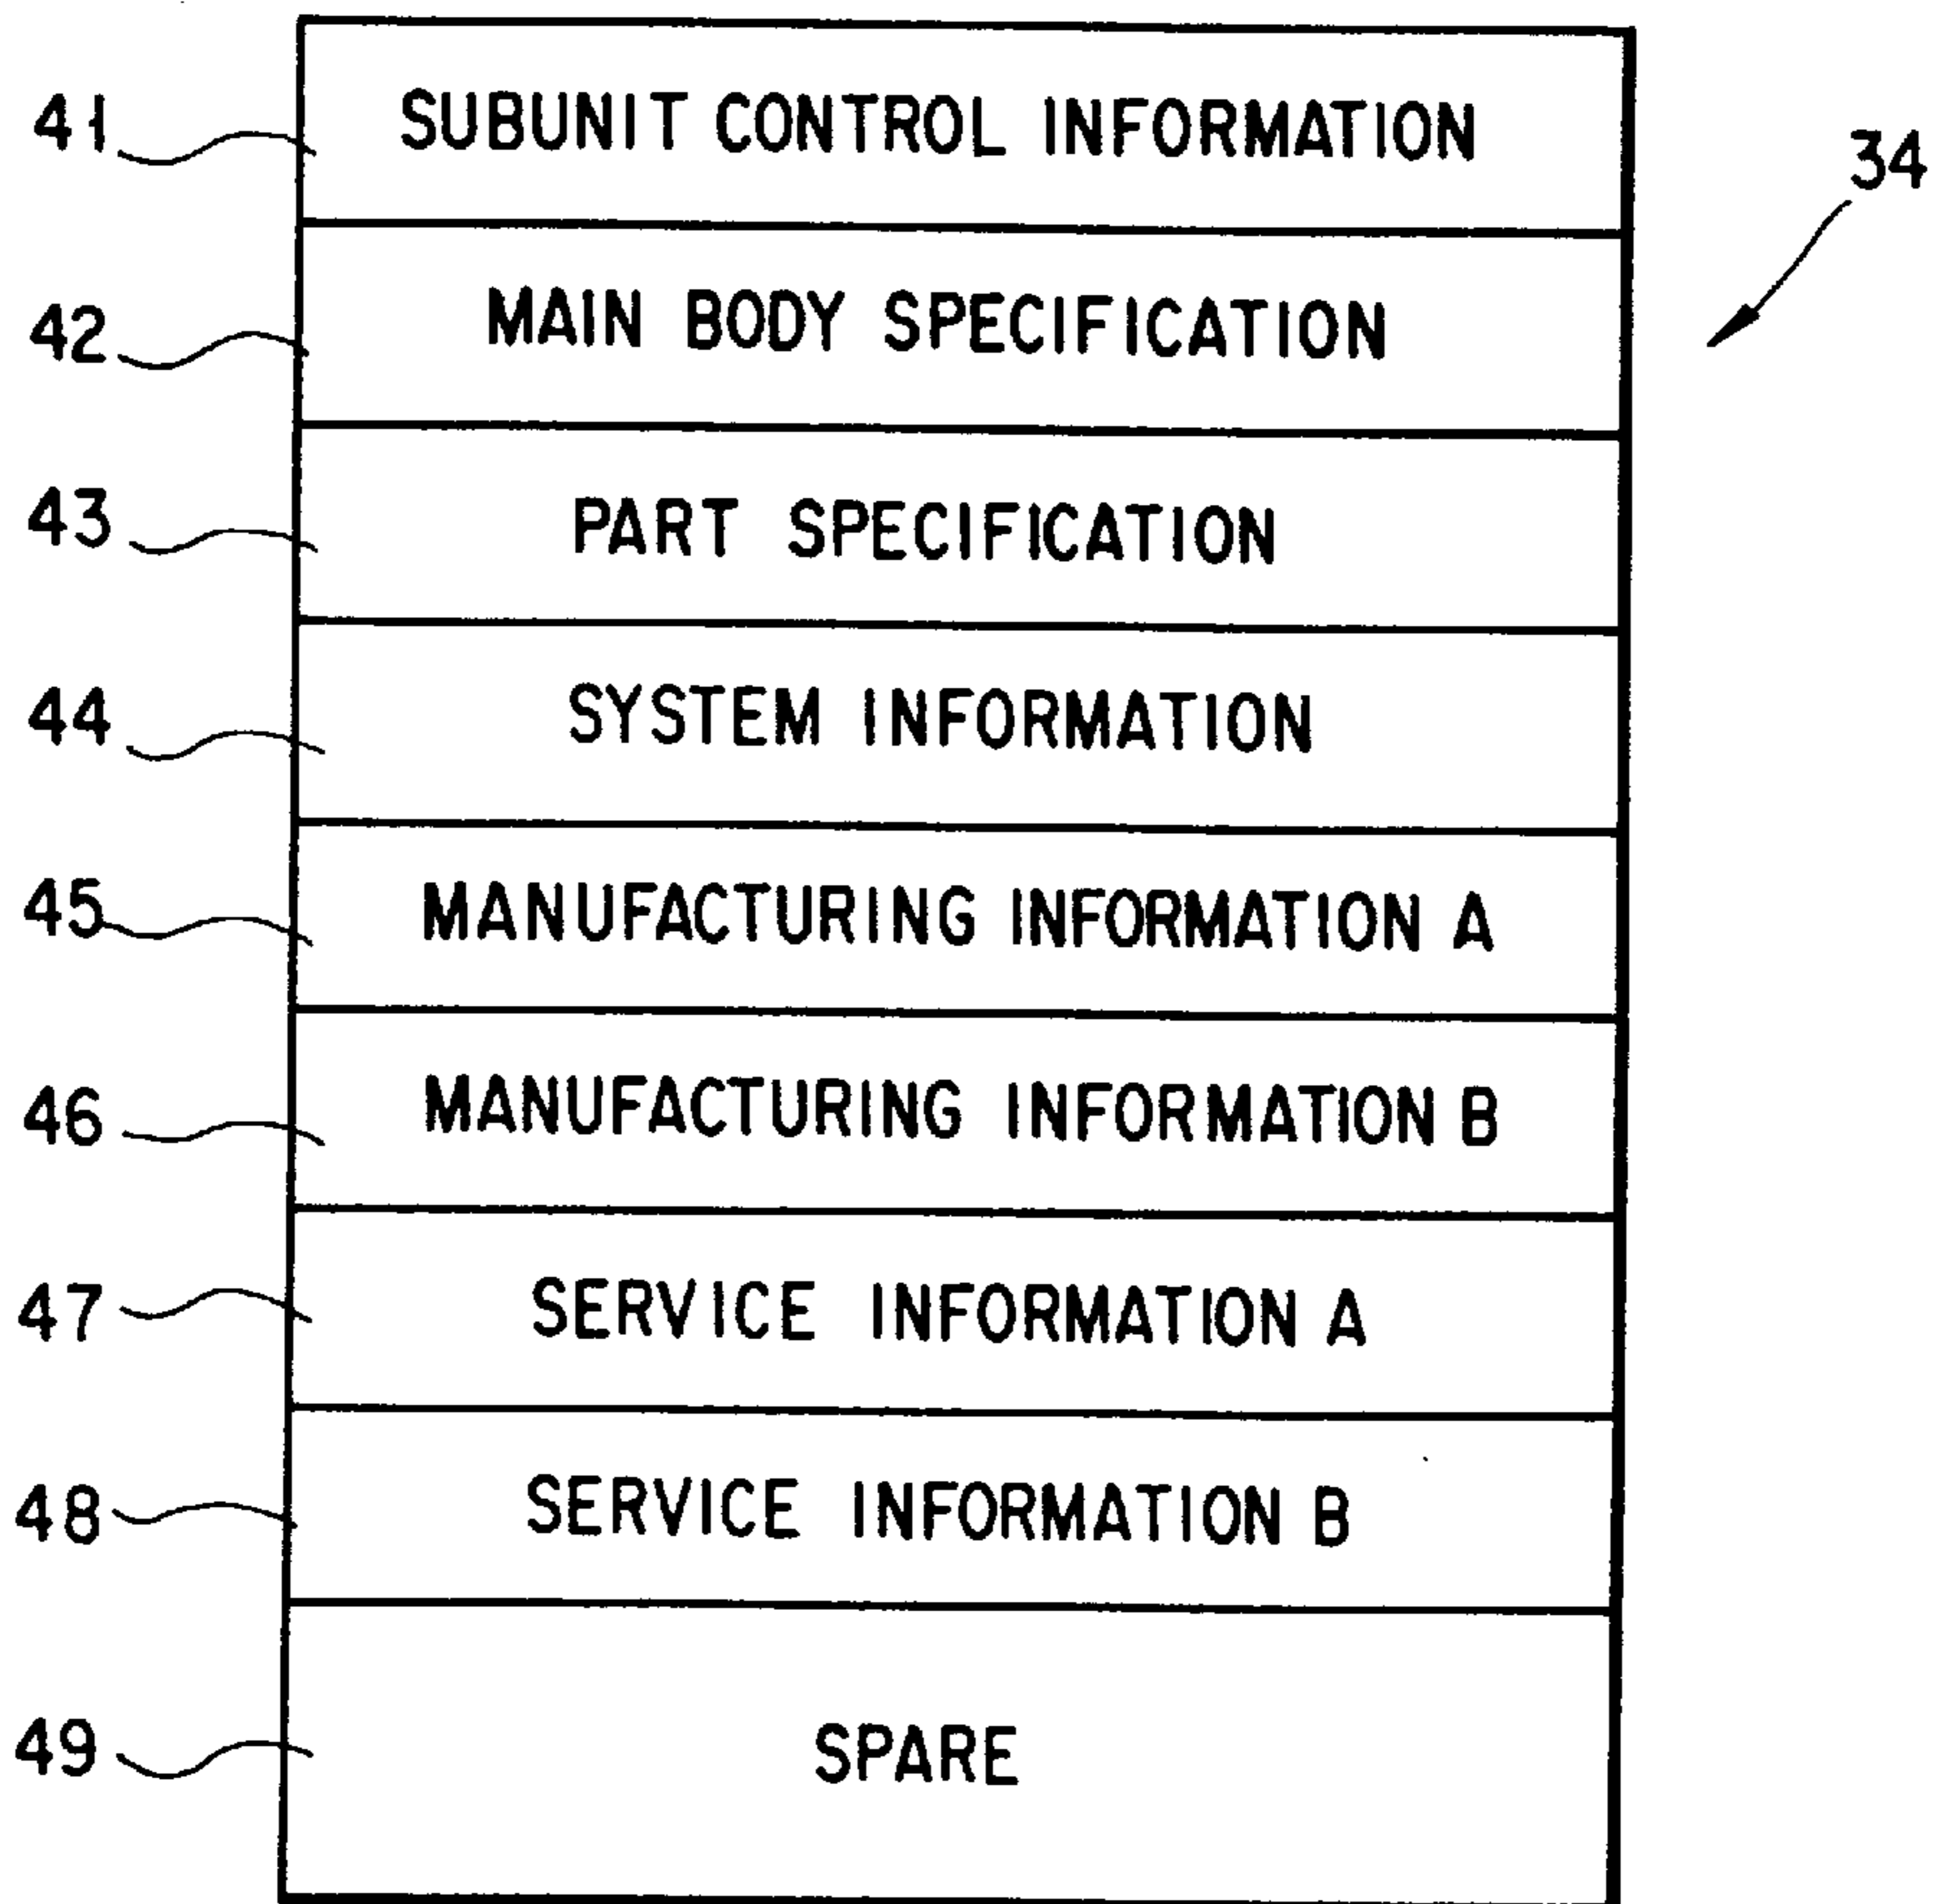 41 SUBUNIT CONTROL INFORMATION
34
42 MAIN BODY SPECIFICATION
43 PART SPECIFICATION
44 SYSTEM INFORMATION
45 MANUFACTURING INFORMATION A
46 MANUFACTURING INFORMATION B
47 SERVICE INFORMATION A
48 SERVICE INFORMATION B
49 SPARE